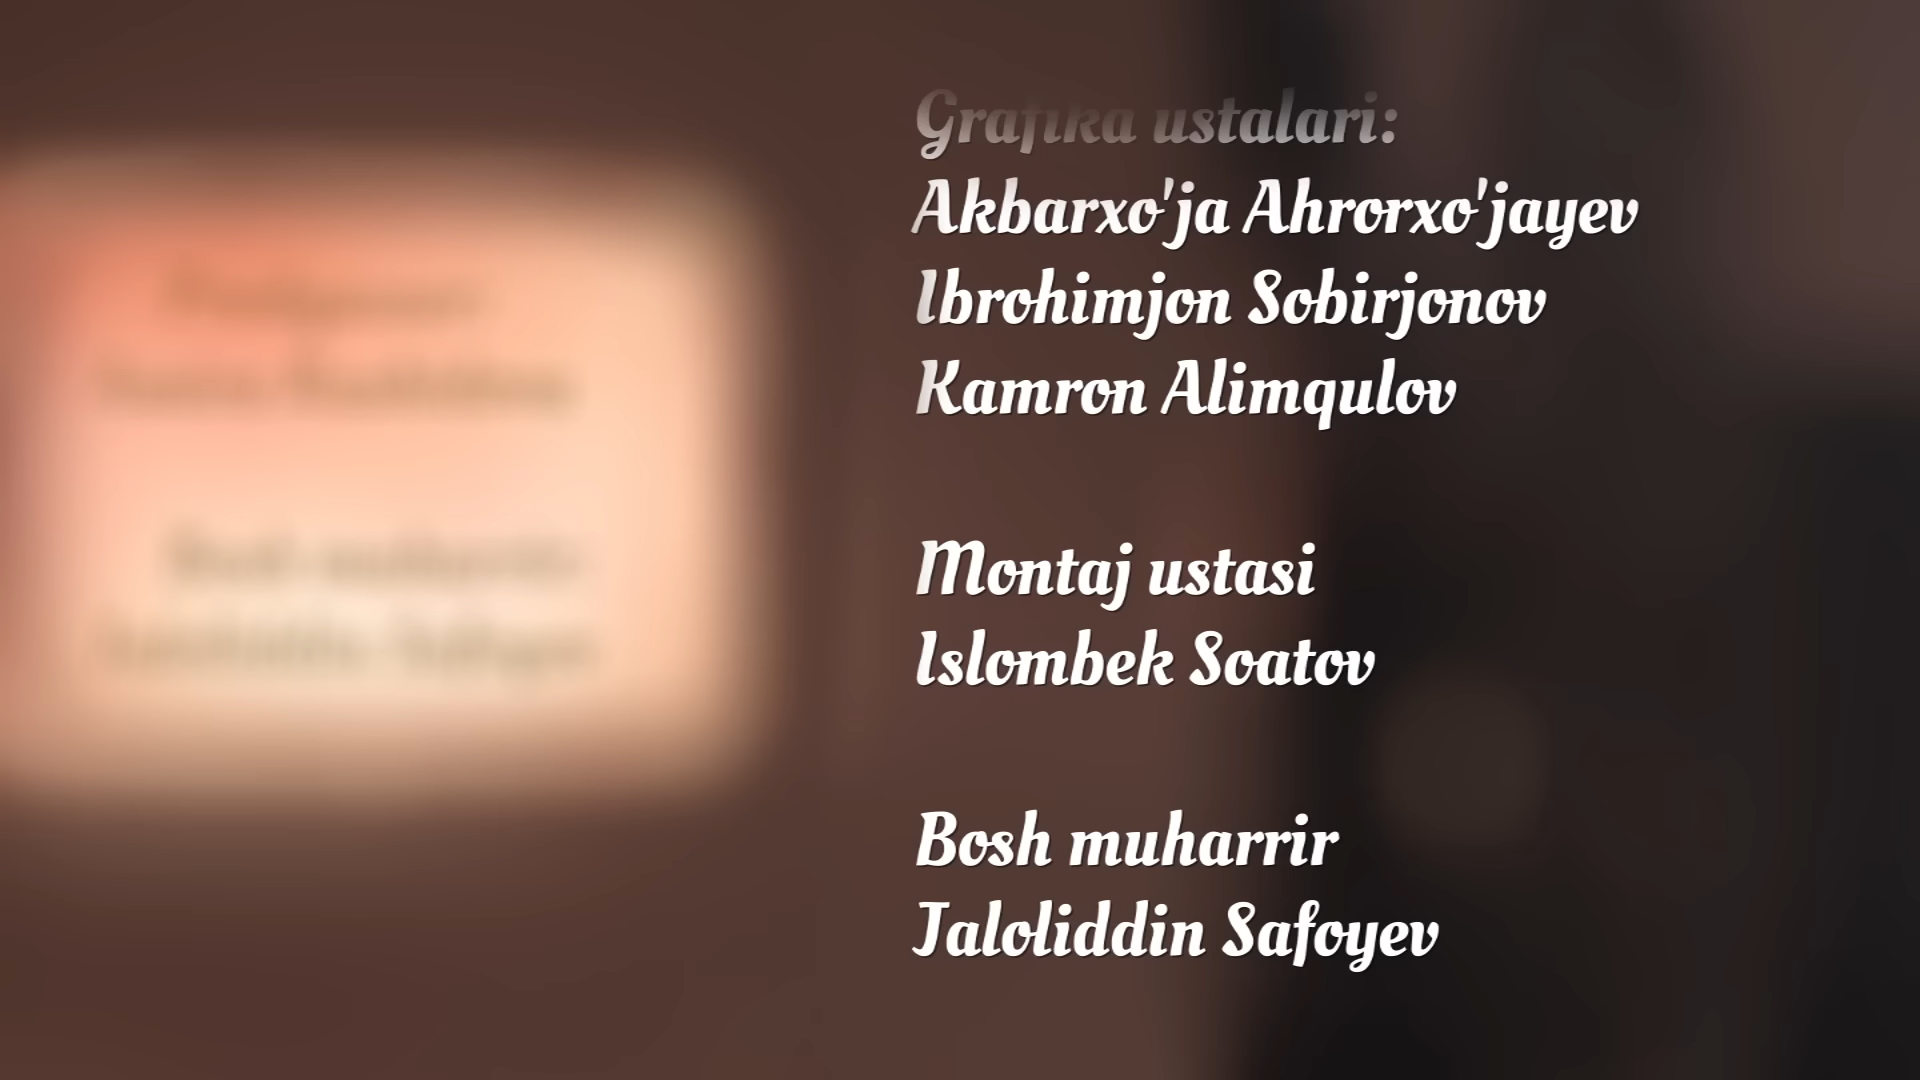 Grafika ustalari:
Akbarxo'ja Ahrorxo'jayev
Ibrohimjon Sobirjonov
Kamron Alimqulov
Montaj ustasi
Islombek Soatov
Bosh muharrir
Jaloliddin Safoyev